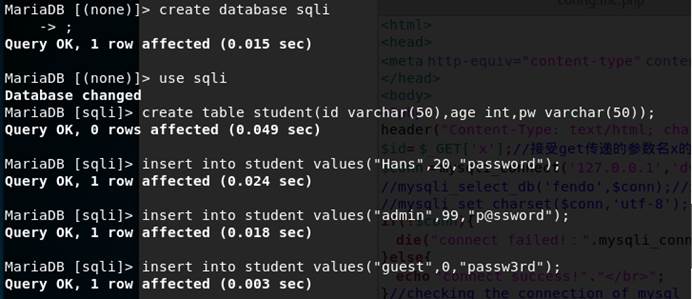 MariaDB [(none)]> create database sqli
    -> ;
Query OK, 1 row affected (0.015 sec)
MariaDB [(none)]> use sqli
Database changed
MariaDB [sqli]> create table student(id varchar(50),age int,pw varchar(50));
Query OK, 0 rows affected (0.049 sec)
MariaDB [sqli]> insert into student values("Hans",20,"password");
Query OK, 1 row affected (0.024 sec)
MariaDB [sqli]> insert into student values("admin",99,"p@ssword");
Query OK, 1 row affected (0.018 sec)
MariaDB [sqli]> insert into student values("guest",0,"passw3rd");
Query OK, 1 row affected (0.003 sec)
<html>
<head>
<meta http-equiv="content-type" conte
</head>
<body>
header("Content-Type: text/html; cha
$id=$_GET['x'];//接受get传递的参数名x的
'127.0.0.1','d
//mysqli_select_db('fendo',$conn);//
//mysqli_set_charset($conn,'utf-8');
die("connect failed!：".mysqli_conn
}else{
echo "connect success!"."</br>";
}//checking the connection of mysql